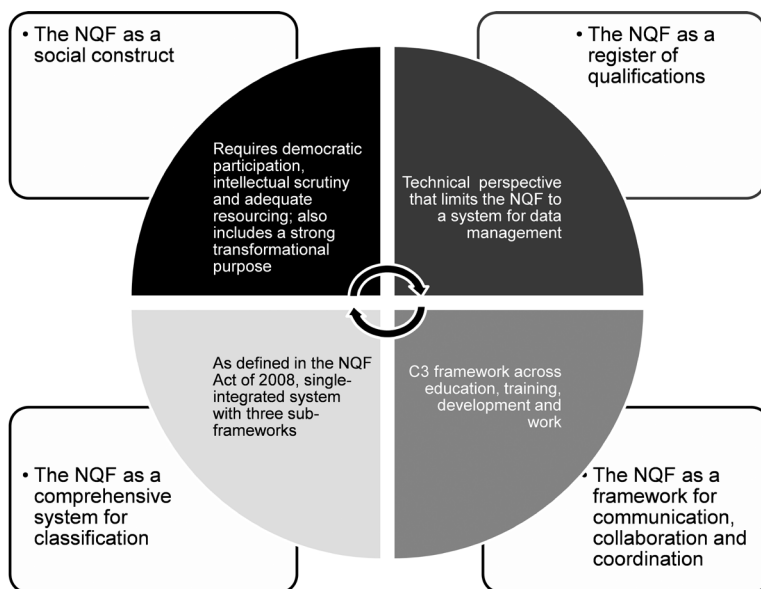 • The NQF as a
social construct
• The NQF as a
register of
qualifications
Requires democratic
participation,
intellectual scrutiny
and adequate
resourcing; also
includes a strong
transformational
purpose
Technical perspective
that limits the NQF to
a system for data
management
As defined in the NQF
Act of 2008, single-
integrated system
with three sub-
frameworks
C3 framework across
education, training,
development and
work
• The NQF as a
comprehensive
system for
classification
• The NQF as a
framework for
communication,
collaboration and
coordination